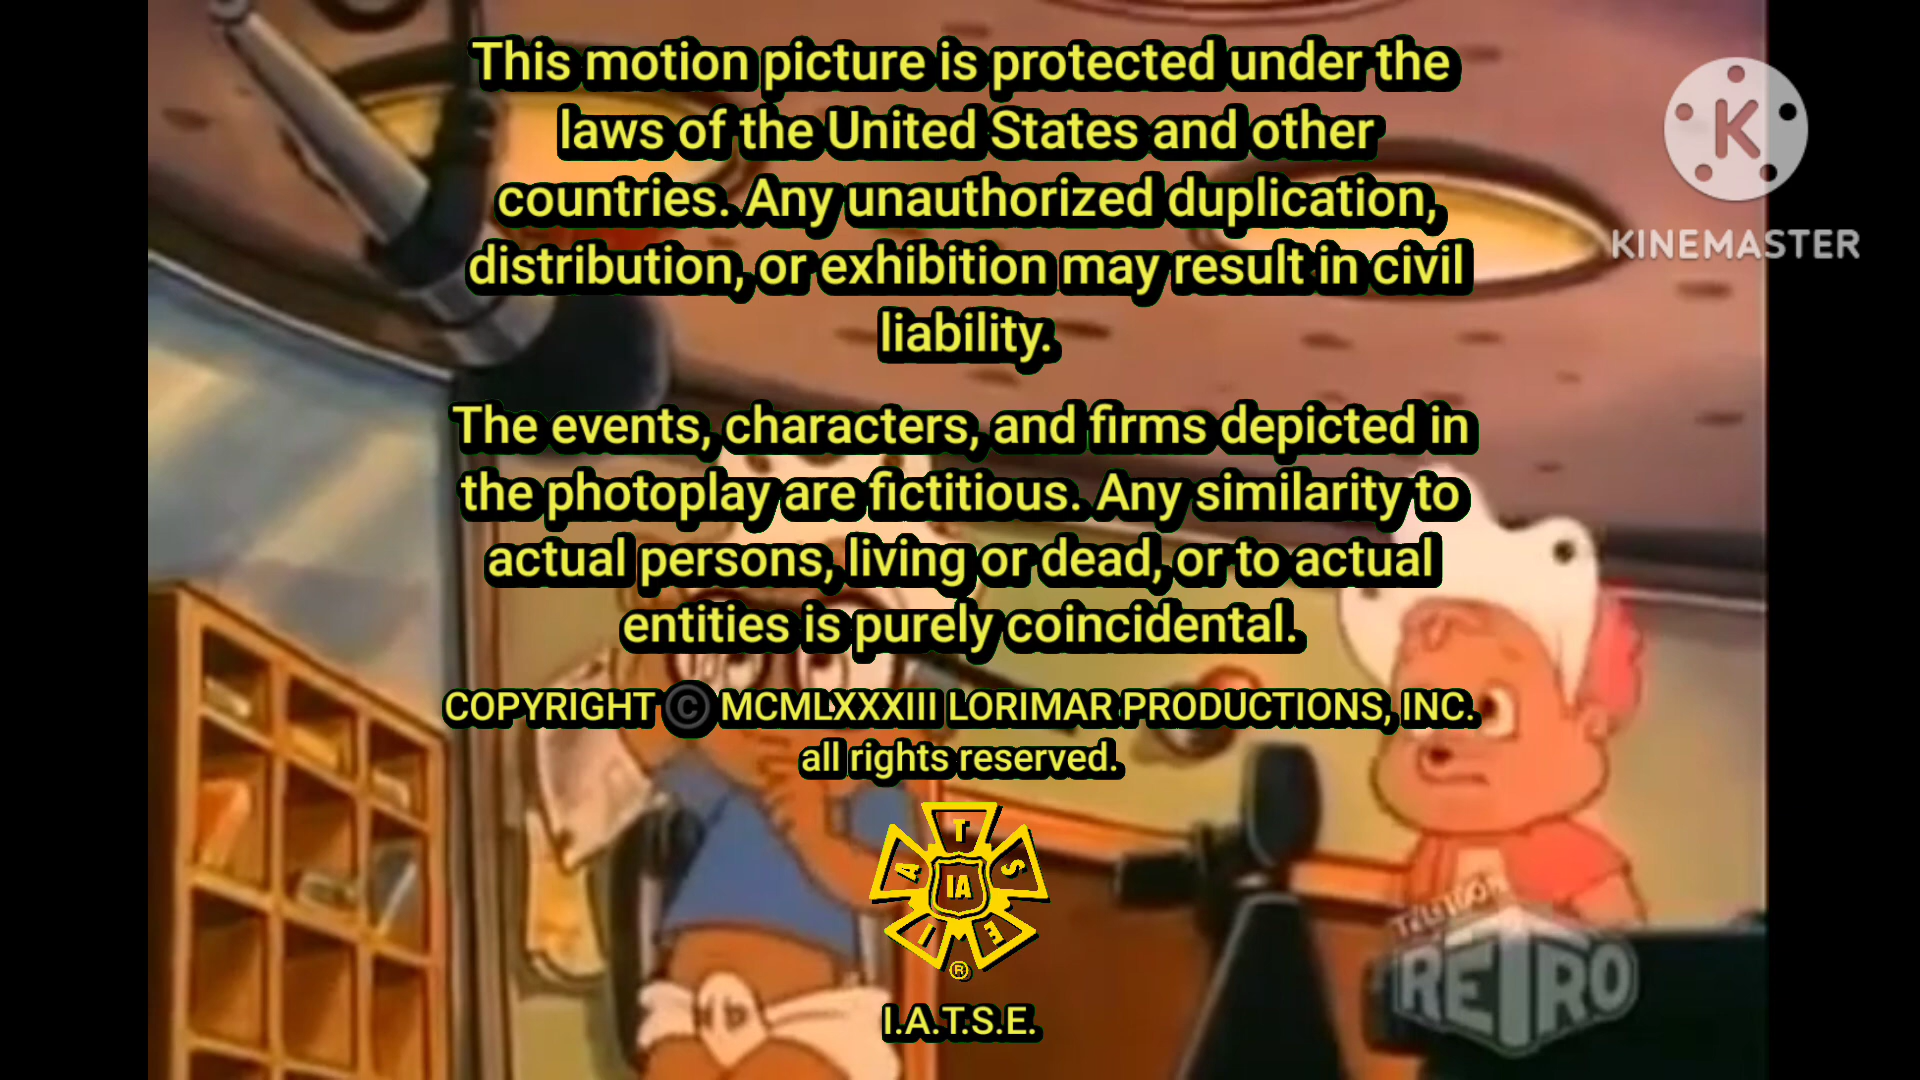 This motion picture is protected under the
laws of the United States and other
countries. Any unauthorized duplication,
distribution, or exhibition may result in civil
liability.
The events, characters, and firms depicted in
the photoplay are fictitious. Any similarity to
actual persons, living or dead, or to actual
entities is purely coincidental.
COPYRIGHT © MCMLXXXIII LORIMAR PRODUCTIONS, INC.
all rights reserved.
I A T S E
IA
®
I.A.T.S.E.
K
KINEMASTER
TÉLÉTOON
RETRO